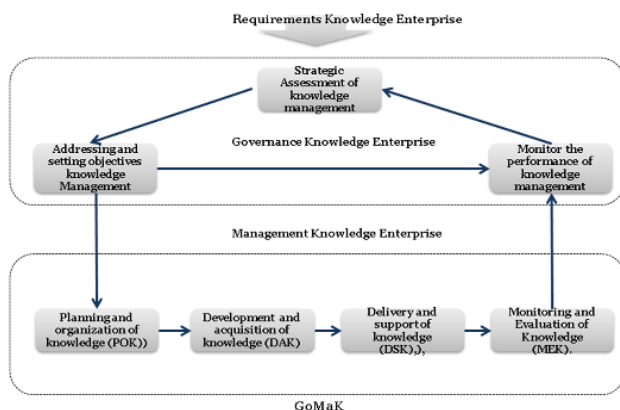 Requirements Knowledge Enterprise
Strategic
Assessment of
knowledge
management
Addressing and
setting objectives
knowledge
Management
Governance Knowledge Enterprise
Monitor the
performance of
knowledge
management
Management Knowledge Enterprise
Planning and
organization of
knowledge (POK))
Development and
acquisition of
knowledge (DAK)
Delivery and
support of
knowledge
(DSK),),
Monitoring and
Evaluation of
Knowledge
(MEK).
GoMaK